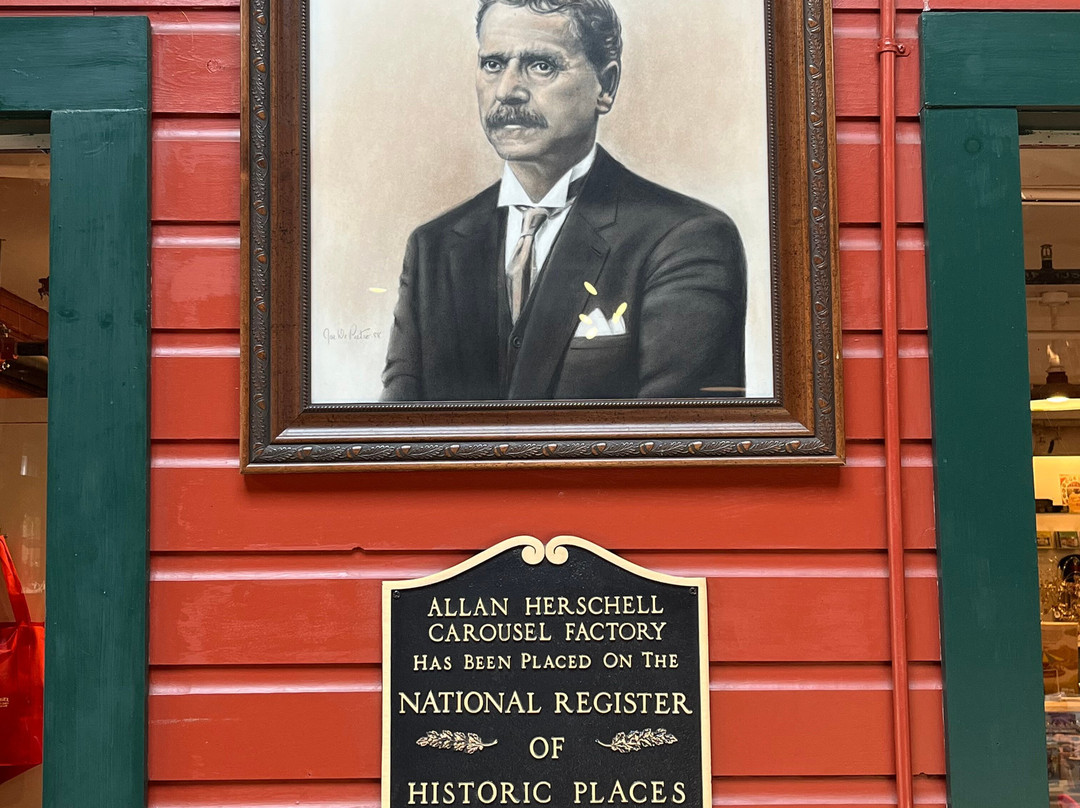 ALLAN HERSCHELL
CAROUSEL FACTORY
HAS BEEN PLACED ON THE
NATIONAL REGISTER
OF
HISTORIC PLACES